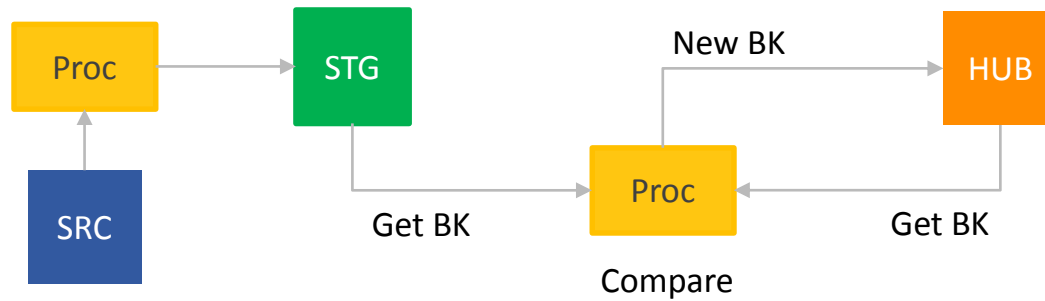 Proc
STG
New BK
HUB
SRC
Get BK
Proc
Get BK
Compare